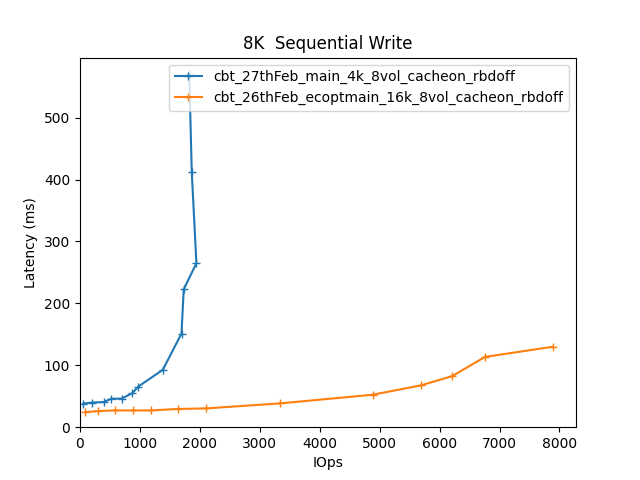 8K  Sequential Write
cbt_27thFeb_main_4k_8vol_cacheon_rbdoff
cbt_26thFeb_ecoptmain_16k_8vol_cacheon_rbdoff
Latency (ms)
500
400
300
200
100
0
0 1000 2000 3000 4000 5000 6000 7000 8000
IOps